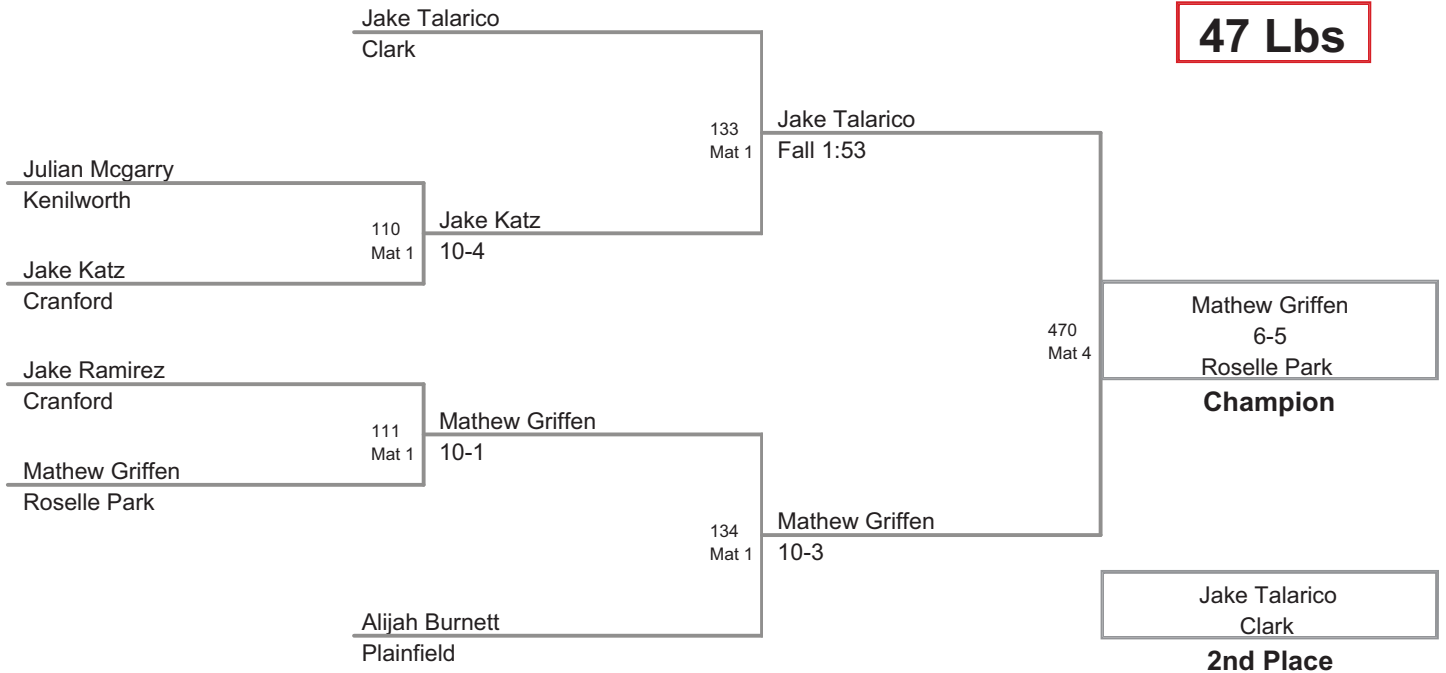 Jake Talarico
Clark
47 Lbs
133
Mat 1
Jake Talarico
Fall 1:53
Julian Mcgarry
Kenilworth
110
Mat 1
Jake Katz
10-4
Jake Katz
Cranford
Mathew Griffen
6-5
Roselle Park
Champion
470
Mat 4
Jake Ramirez
Cranford
111
Mat 1
Mathew Griffen
10-1
Mathew Griffen
Roselle Park
134
Mat 1
Mathew Griffen
10-3
Alijah Burnett
Plainfield
Jake Talarico
Clark
2nd Place